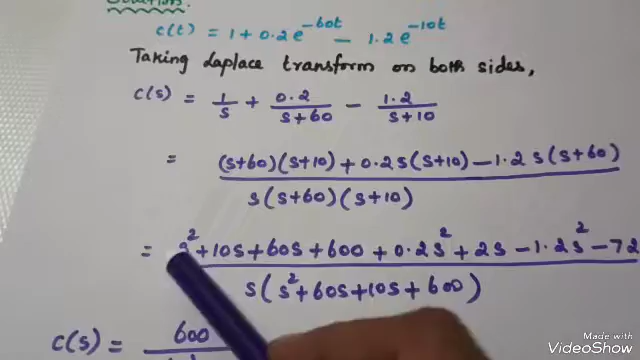 c(t) = 1 + 0.2 e^-60t - 1.2 e^-10t
Taking Laplace transform on both sides,
C(s) = 1/s + 0.2/(s+60) - 1.2/(s+10)
= (s+60)(s+10) + 0.2s(s+10) - 1.2s(s+60)
s(s+60)(s+10)
= s² + 10s + 60s + 600 + 0.2s² + 2s - 1.2s² - 72
s(s² + 60s + 10s + 600)
C(s) = 600
Made with
VideoShow